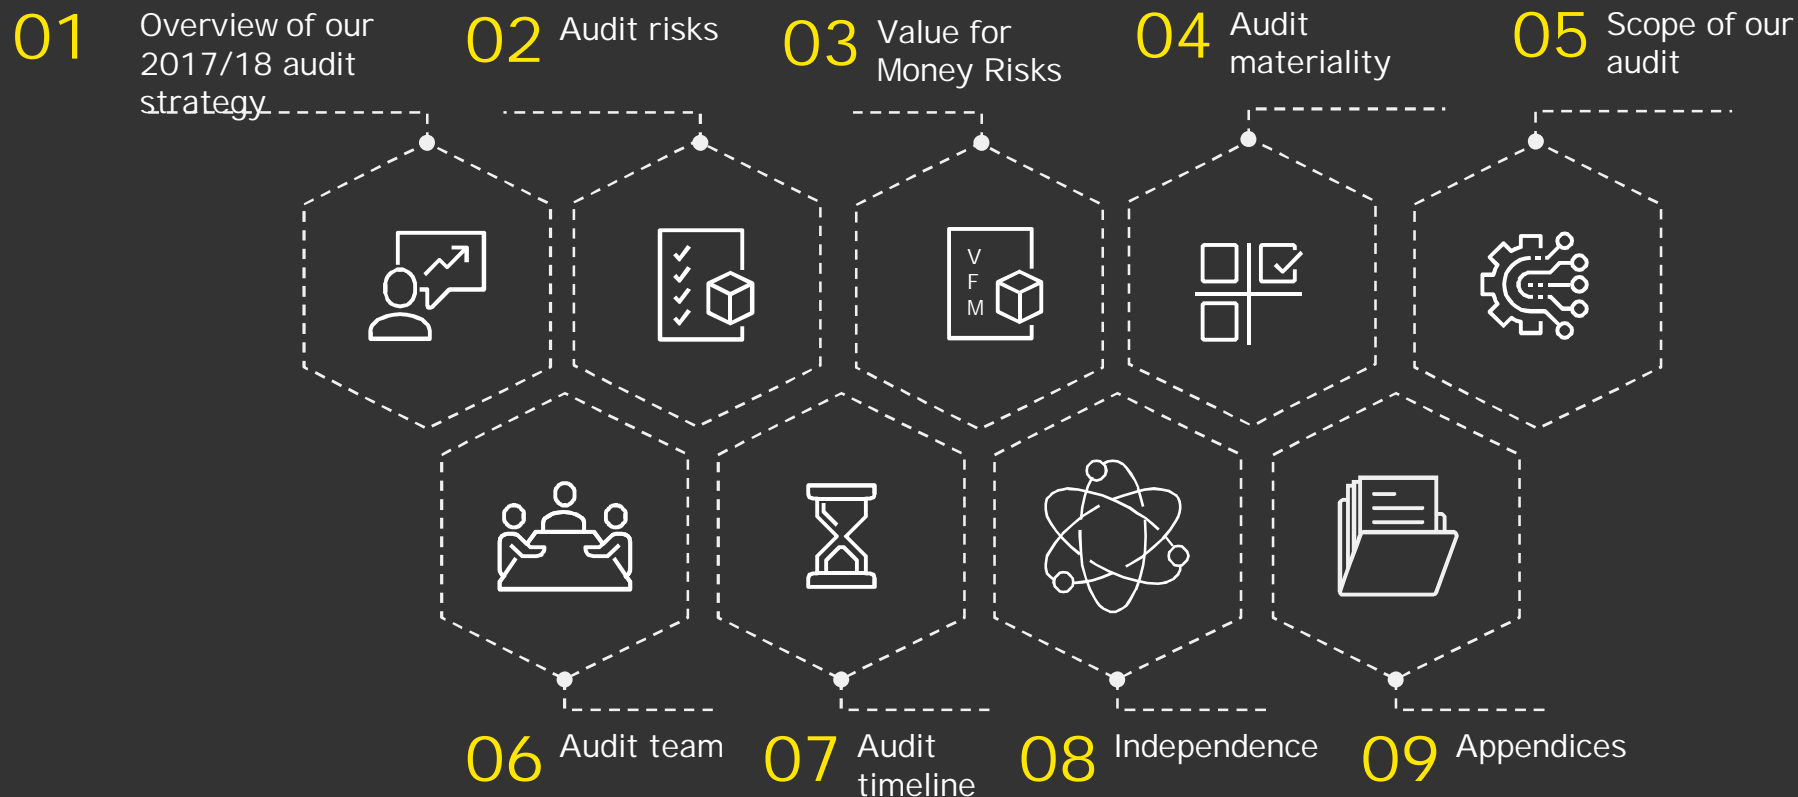 01 Overview of our
2017/18 audit
strategy
02 Audit risks
03 Value for
Money Risks
04 Audit
materiality
05 Scope of our
audit
V
F
M
06 Audit team
07 Audit
timeline
08 Independence
09 Appendices